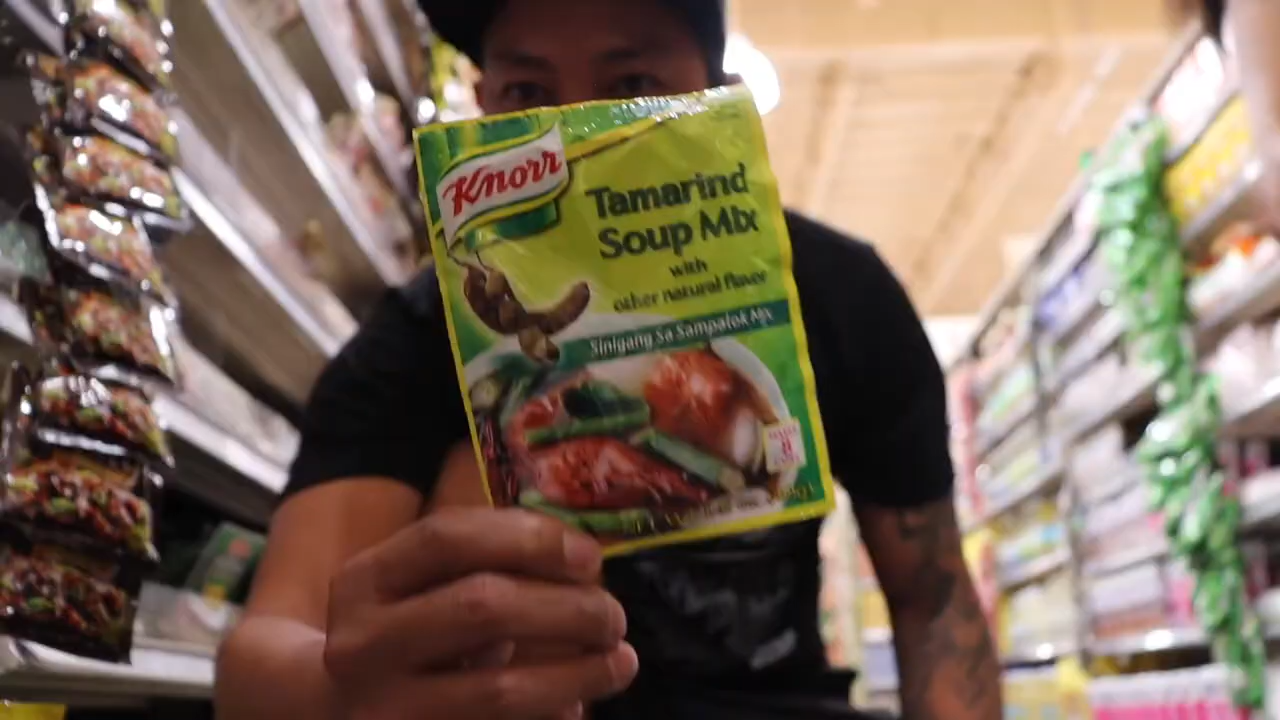 Knorr
Tamarind
Soup Mix
with
other natural flavor
Sinigang Sa Sampalok Mix